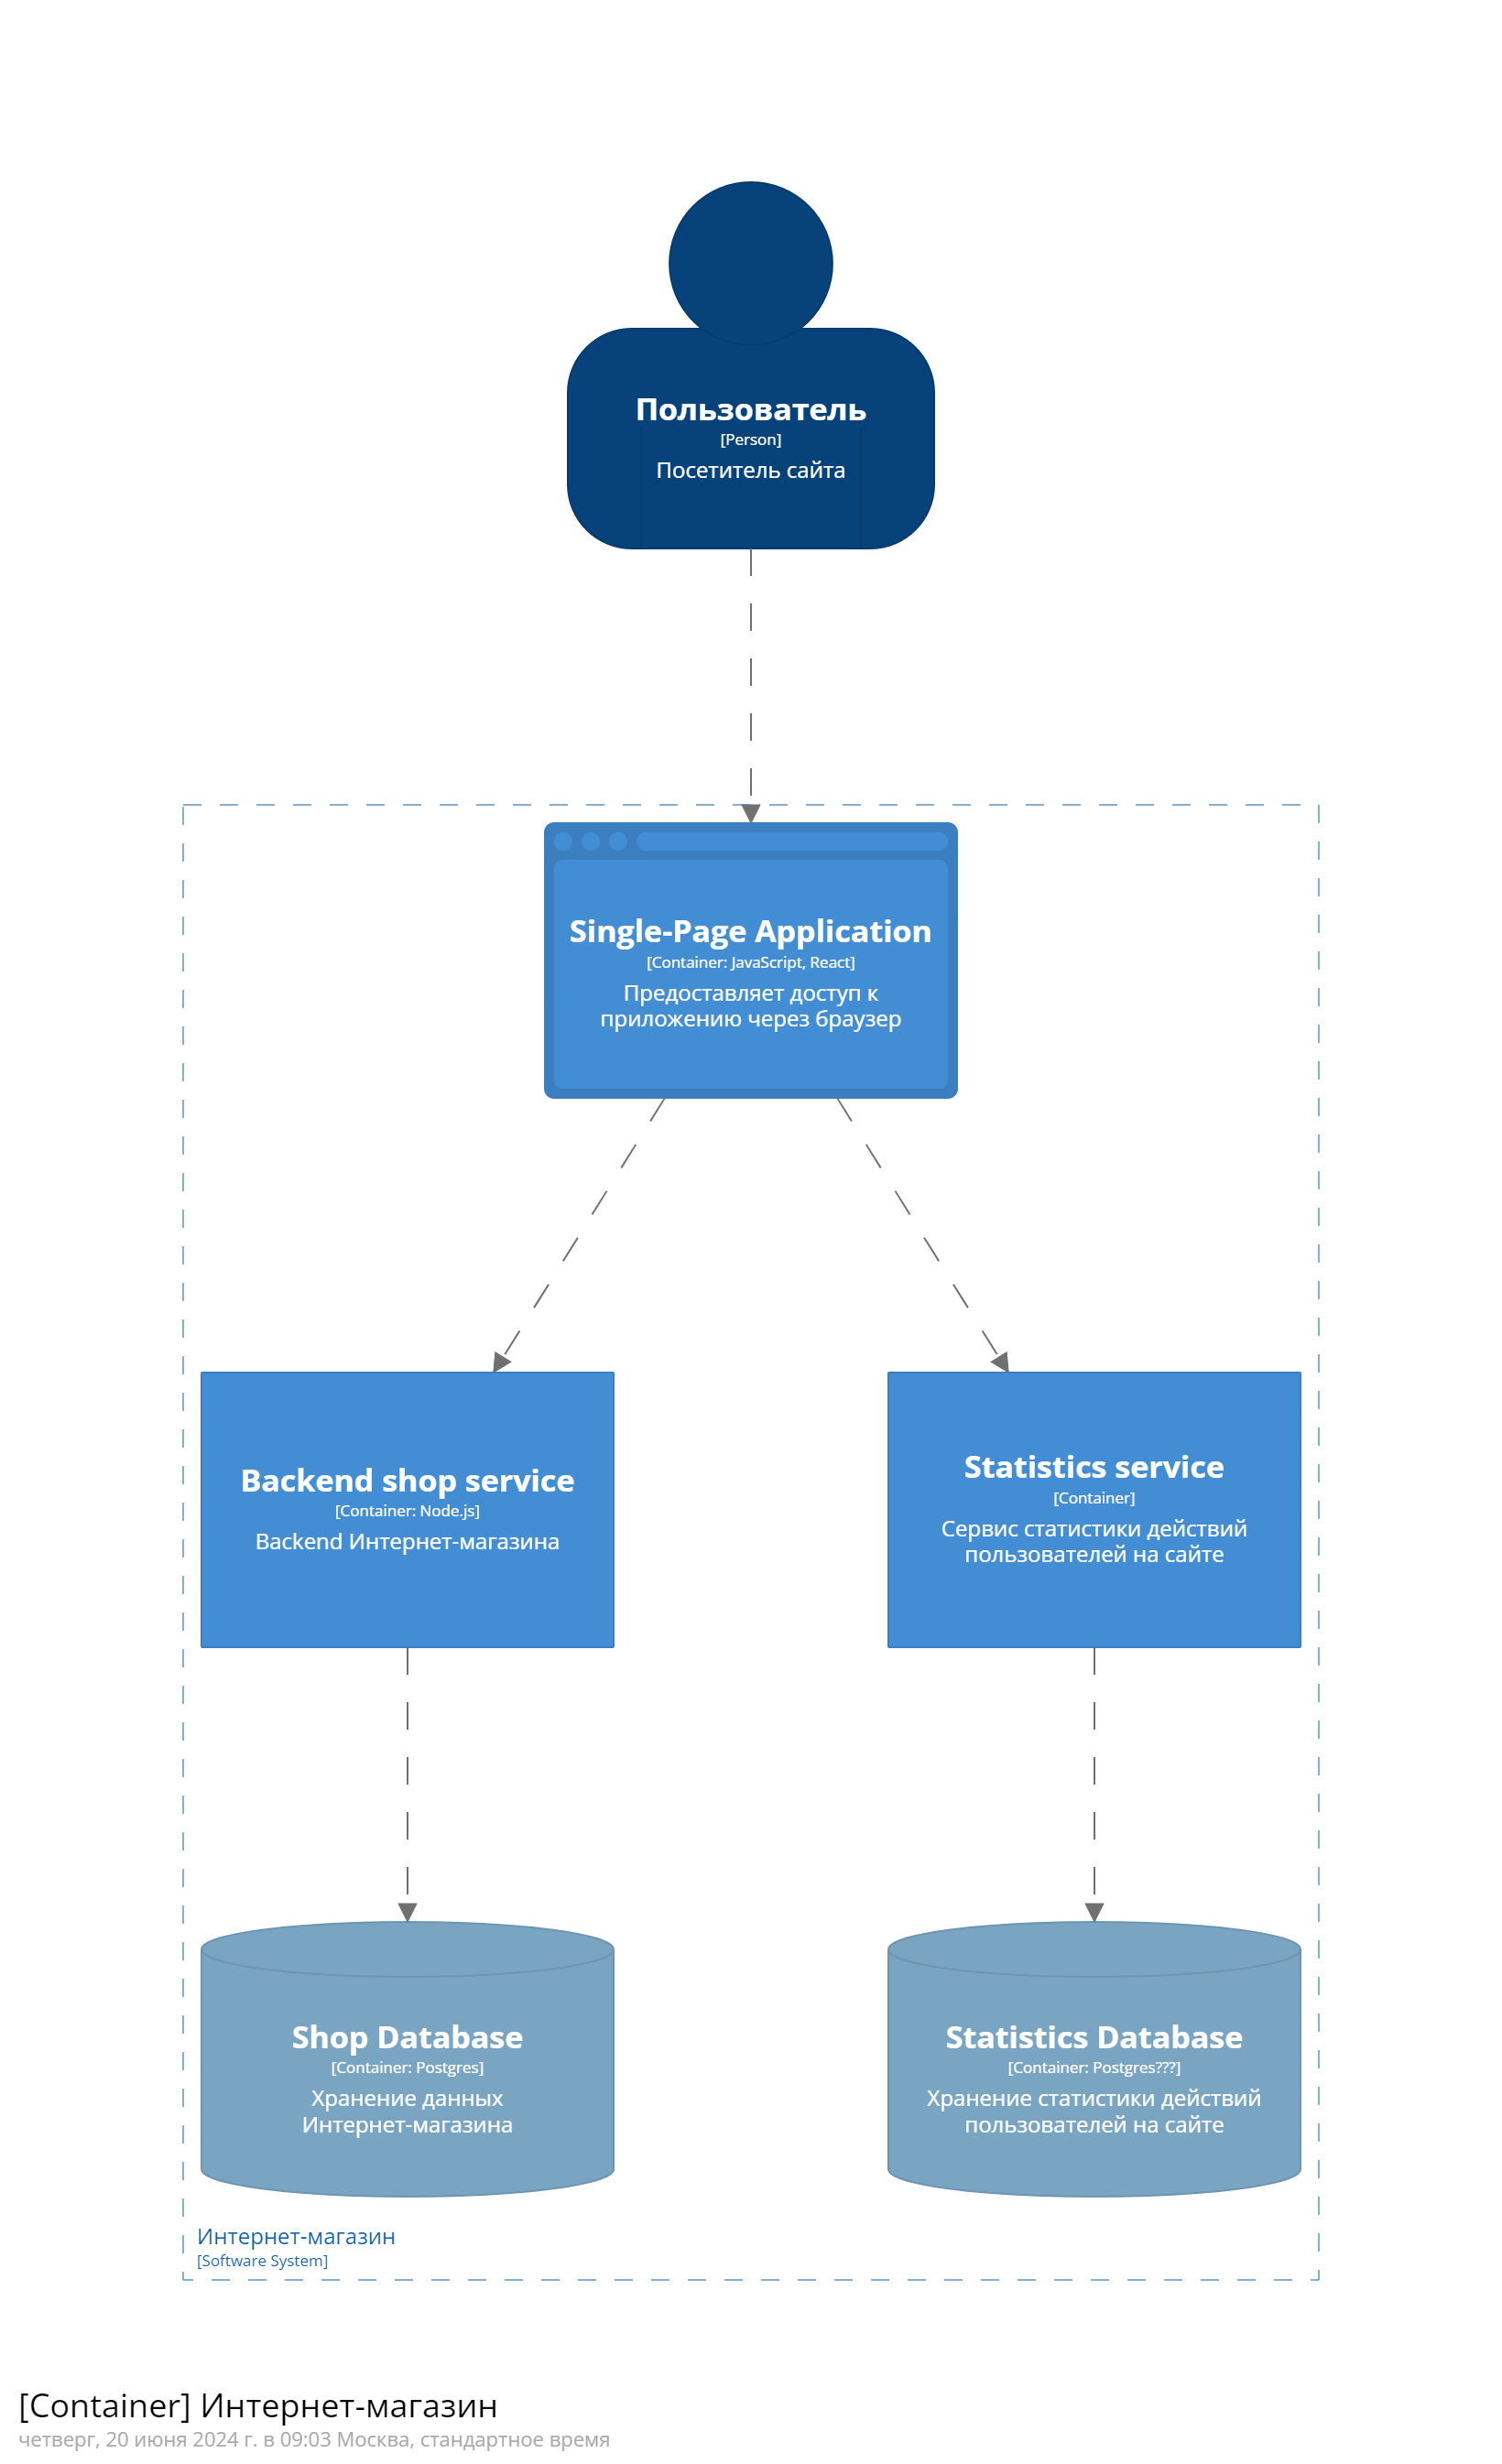 Пользователь
[Person]
Посетитель сайта
Single-Page Application
[Container: JavaScript, React]
Предоставляет доступ к
приложению через браузер
Backend shop service
[Container: Node.js]
Backend Интернет-магазина
Statistics service
[Container]
Сервис статистики действий
пользователей на сайте
Shop Database
[Container: Postgres]
Хранение данных
Интернет-магазина
Statistics Database
[Container: Postgres???]
Хранение статистики действий
пользователей на сайте
Интернет-магазин
[Software System]
[Container] Интернет-магазин
четверг, 20 июня 2024 г. в 09:03 Москва, стандартное время